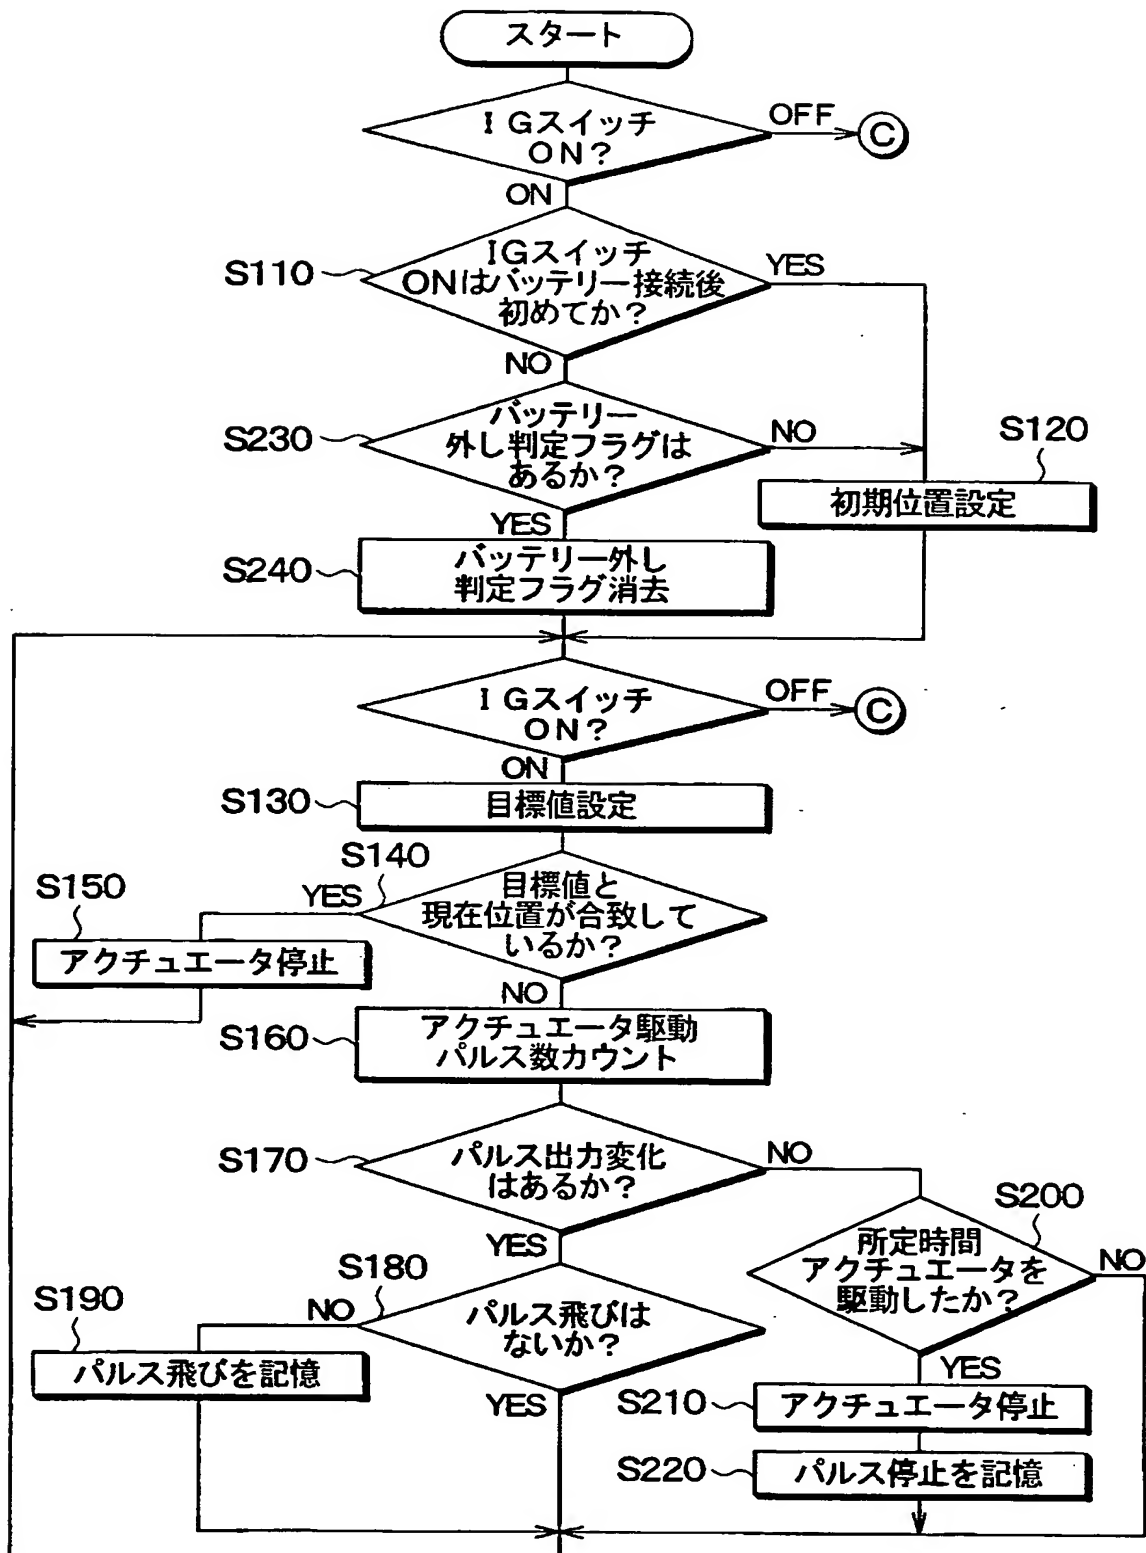 スタート
IGスイッチ
ON?
OFF
C
ON
S110
IGスイッチ
ONはバッテリー接続後
初めてか?
YES
NO
S230
バッテリー
外し判定フラグは
あるか?
NO
S120
初期位置設定
YES
S240
バッテリー外し
判定フラグ消去
IGスイッチ
ON?
OFF
C
ON
S130
目標値設定
S140
目標値と
現在位置が合致して
いるか?
YES
S150
アクチュエータ停止
NO
S160
アクチュエータ駆動
パルス数カウント
S170
パルス出力変化
はあるか?
NO
S200
所定時間
アクチュエータを
駆動したか?
NO
YES
S180
パルス飛びは
ないか?
NO
S190
パルス飛びを記憶
YES
YES
S210
アクチュエータ停止
S220
パルス停止を記憶